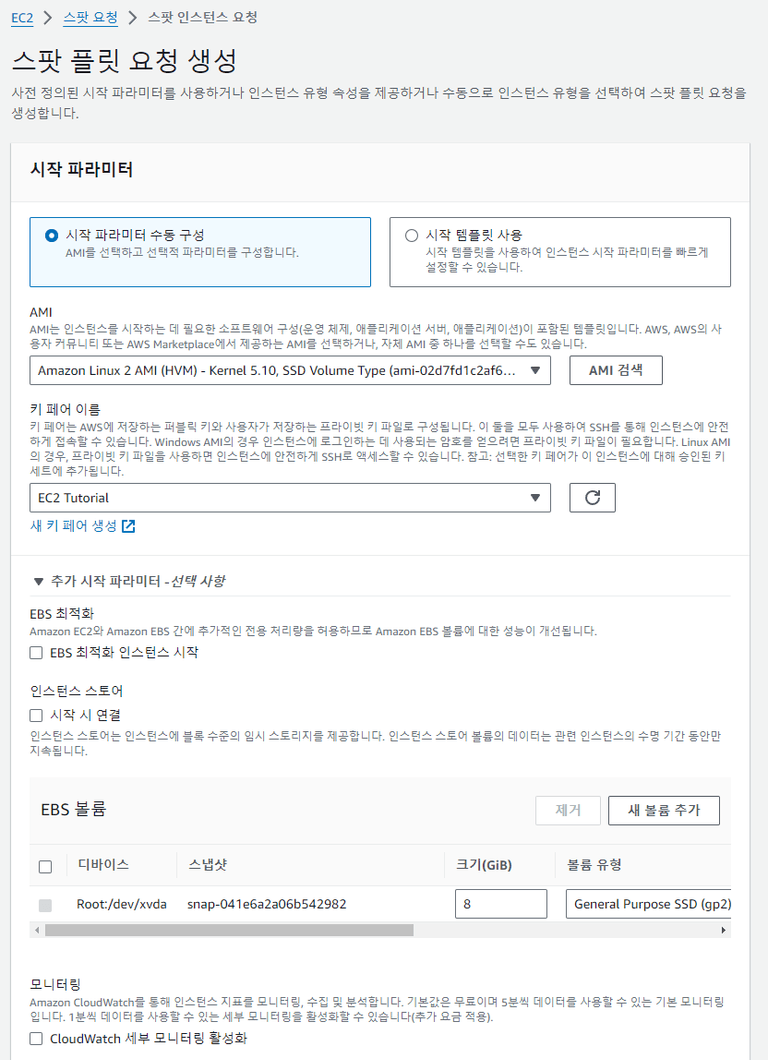 EC2 > 스팟 요청 > 스팟 인스턴스 요청
스팟 플릿 요청 생성
사전 정의된 시작 파라미터를 사용하거나 인스턴스 유형 속성을 제공하거나 수동으로 인스턴스 유형을 선택하여 스팟 플릿 요청을
생성합니다.
시작 파라미터
시작 파라미터 수동 구성
AMI를 선택하고 선택적 파라미터를 구성합니다.
시작 템플릿 사용
시작 템플릿을 사용하여 인스턴스 시작 파라미터를 빠르게
설정할 수 있습니다.
AMI
AMI는 인스턴스를 시작하는 데 필요한 소프트웨어 구성(운영 체제, 애플리케이션 서버, 애플리케이션)이 포함된 템플릿입니다. AWS, AWS의 사
용자 커뮤니티 또는 AWS Marketplace에서 제공하는 AMI를 선택하거나, 자체 AMI 중 하나를 선택할 수도 있습니다.
Amazon Linux 2 AMI (HVM) - Kernel 5.10, SSD Volume Type (ami-02d7fd1c2af6...
AMI 검색
키 페어 이름
키 페어는 AWS에 저장하는 퍼블릭 키와 사용자가 저장하는 프라이빗 키 파일로 구성됩니다. 이 둘을 모두 사용하여 SSH를 통해 인스턴스에 안전
하게 접속할 수 있습니다. Windows AMI의 경우 인스턴스에 로그인하는 데 사용되는 암호를 얻으려면 프라이빗 키 파일이 필요합니다. Linux AMI
의 경우, 프라이빗 키 파일을 사용하면 인스턴스에 안전하게 SSH로 액세스할 수 있습니다. 참고: 선택한 키 페어가 이 인스턴스에 대해 승인된 키
세트에 추가됩니다.
EC2 Tutorial
새 키 페어 생성
추가 시작 파라미터 -선택 사항
EBS 최적화
Amazon EC2와 Amazon EBS 간에 추가적인 전용 처리량을 허용하므로 Amazon EBS 볼륨에 대한 성능이 개선됩니다.
EBS 최적화 인스턴스 시작
인스턴스 스토어
시작 시 연결
인스턴스 스토어는 인스턴스에 블록 수준의 임시 스토리지를 제공합니다. 인스턴스 스토어 볼륨의 데이터는 관련 인스턴스의 수명 기간 동안만
지속됩니다.
EBS 볼륨
제거
새 볼륨 추가
디바이스 스냅샷 크기(GiB) 볼륨 유형
Root:/dev/xvda snap-041e6a2a06b542982 8 General Purpose SSD (gp2)
모니터링
Amazon CloudWatch를 통해 인스턴스 지표를 모니터링, 수집 및 분석합니다. 기본값은 무료이며 5분씩 데이터를 사용할 수 있는 기본 모니터링
입니다. 1분씩 데이터를 사용할 수 있는 세부 모니터링을 활성화할 수 있습니다(추가 요금 적용).
CloudWatch 세부 모니터링 활성화